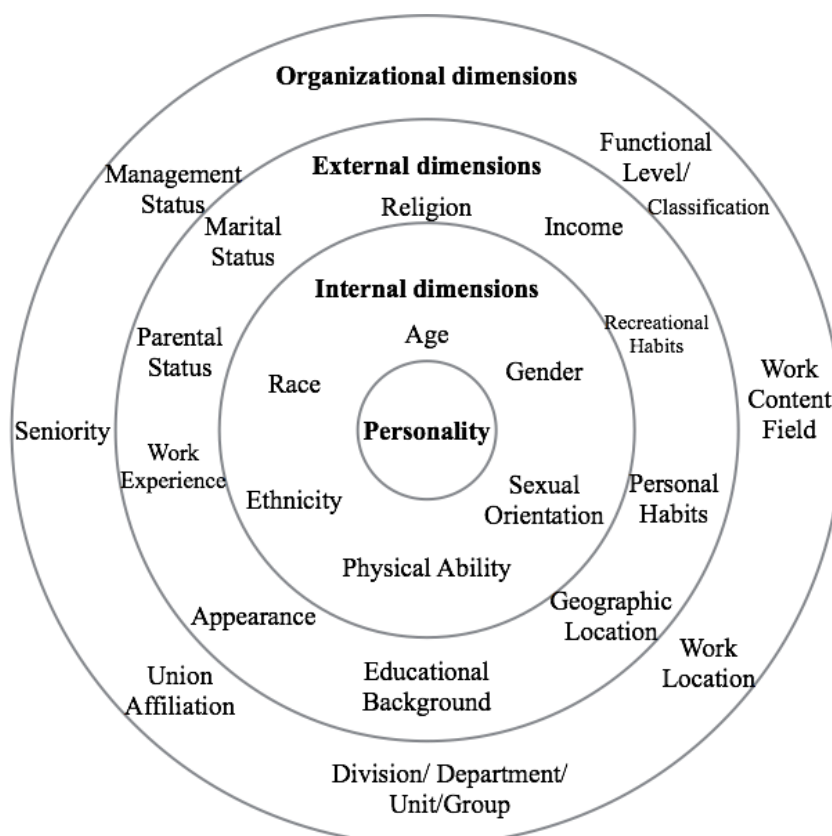 Organizational dimensions
Functional
Level/
Classification
Management
Status
External dimensions
Religion
Income
Marital
Status
Internal dimensions
Age
Recreational
Habits
Parental
Status
Race
Gender
Work
Content
Field
Personality
Seniority
Work
Experience
Ethnicity
Sexual
Orientation
Personal
Habits
Physical Ability
Appearance
Geographic
Location
Work
Location
Union
Affiliation
Educational
Background
Division/ Department/
Unit/Group